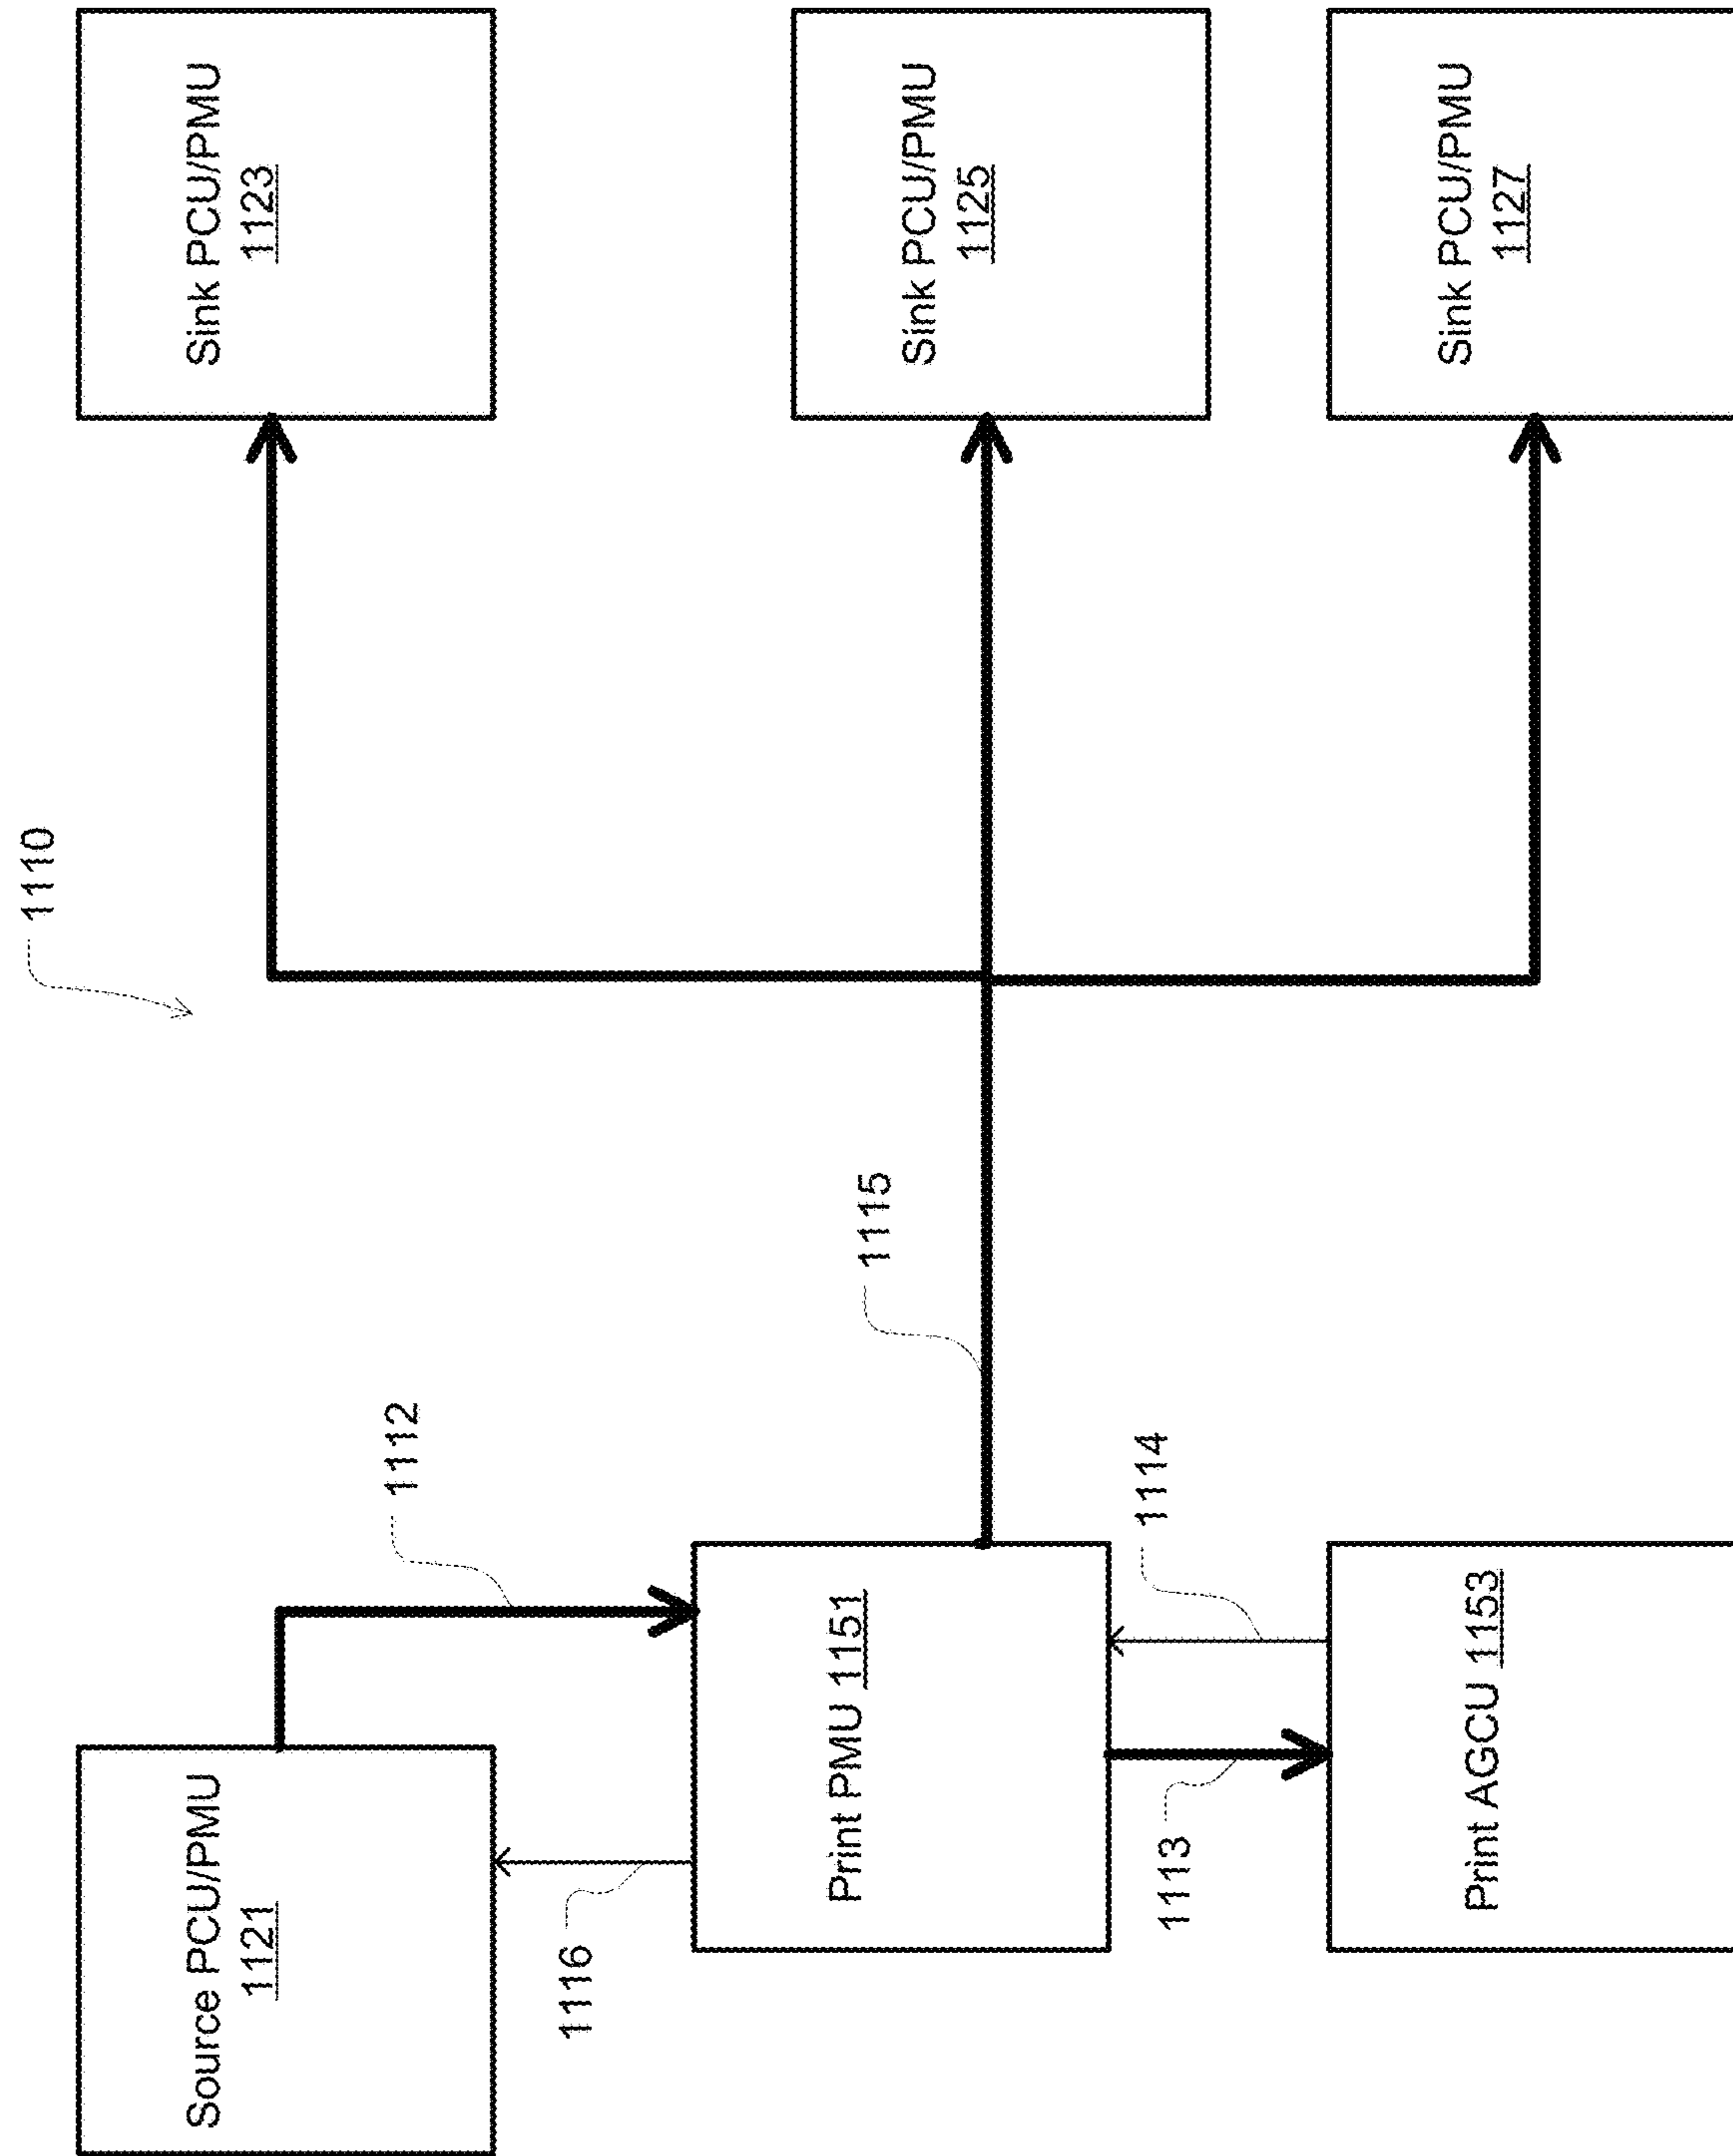 1110
Source PCU/PMU
1121
1112
Sink PCU/PMU
1123
1116
Print PMU 1151
1115
Sink PCU/PMU
1125
1113
1114
Print AGCU 1153
Sink PCU/PMU
1127